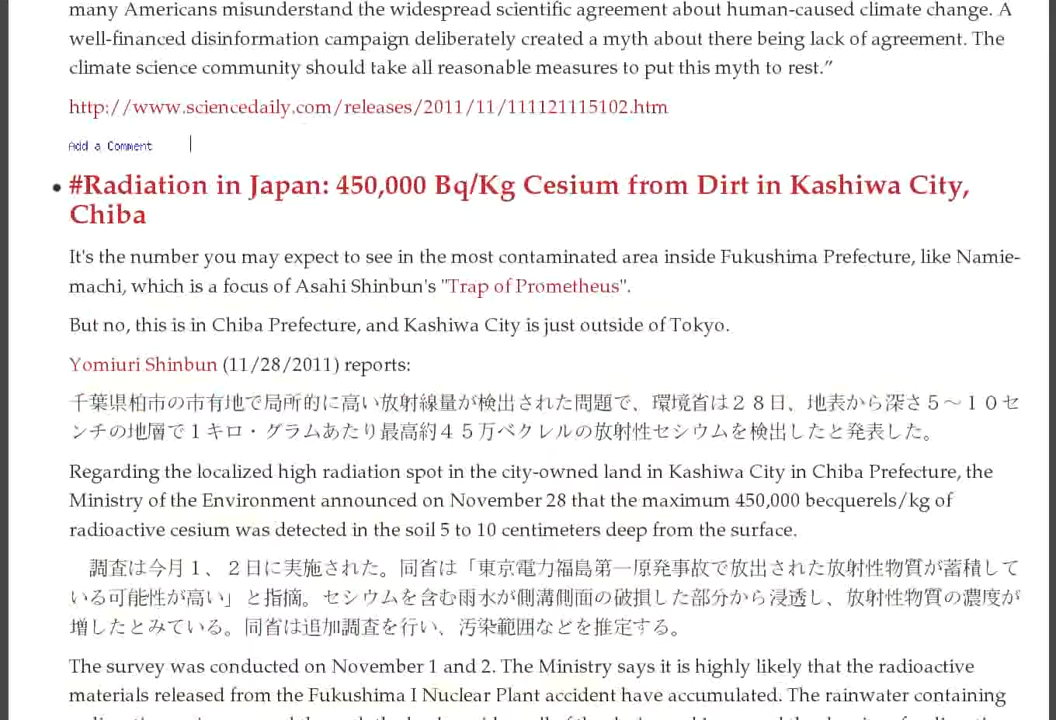 many Americans misunderstand the widespread scientific agreement about human-caused climate change. A
well-financed disinformation campaign deliberately created a myth about there being lack of agreement. The
climate science community should take all reasonable measures to put this myth to rest.”
http://www.sciencedaily.com/releases/2011/11/111121115102.htm
Add a Comment
• #Radiation in Japan: 450,000 Bq/Kg Cesium from Dirt in Kashiwa City,
Chiba
It's the number you may expect to see in the most contaminated area inside Fukushima Prefecture, like Namie-
machi, which is a focus of Asahi Shinbun's "Trap of Prometheus".
But no, this is in Chiba Prefecture, and Kashiwa City is just outside of Tokyo.
Yomiuri Shinbun (11/28/2011) reports:
千葉県柏市の市有地で局所的に高い放射線量が検出された問題で、環境省は２８日、地表から深さ５～１０セ
ンチの地層で１キロ・グラムあたり最高約４５万ベクレルの放射性セシウムを検出したと発表した。
Regarding the localized high radiation spot in the city-owned land in Kashiwa City in Chiba Prefecture, the
Ministry of the Environment announced on November 28 that the maximum 450,000 becquerels/kg of
radioactive cesium was detected in the soil 5 to 10 centimeters deep from the surface.
調査は今月１、２日に実施された。同省は「東京電力福島第一原発事故で放出された放射性物質が蓄積して
いる可能性が高い」と指摘。セシウムを含む雨水が側溝側面の破損した部分から浸透し、放射性物質の濃度が
増したとみている。同省は追加調査を行い、汚染範囲などを推定する。
The survey was conducted on November 1 and 2. The Ministry says it is highly likely that the radioactive
materials released from the Fukushima I Nuclear Plant accident have accumulated. The rainwater containing